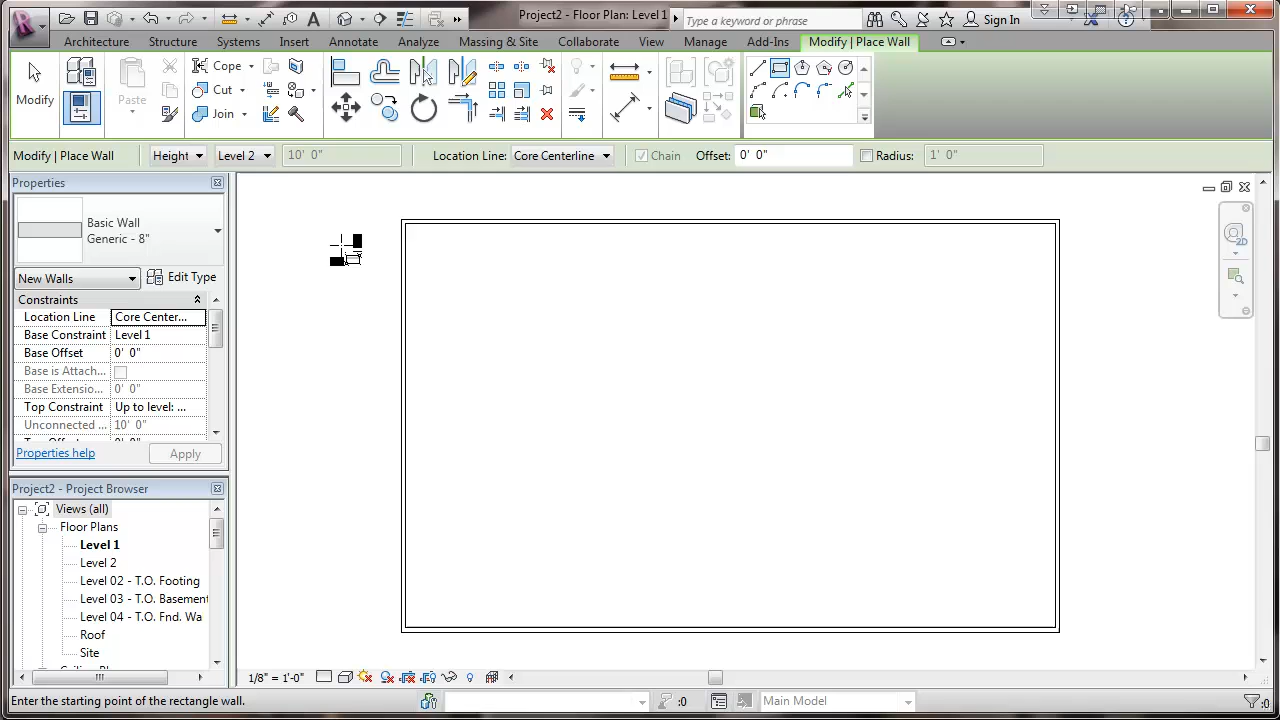 Project2 - Floor Plan: Level 1
Type a keyword or phrase
Sign In
Architecture
Structure
Systems
Insert
Annotate
Analyze
Massing & Site
Collaborate
View
Manage
Add-Ins
Modify | Place Wall
Modify
Paste
Cope
Cut
Join
Modify | Place Wall
Height
Level 2
10' 0"
Location Line:
Core Centerline
Chain
Offset:
0' 0"
Radius:
1' 0"
Properties
Basic Wall
Generic - 8"
New Walls
Edit Type
Constraints
Location Line
Core Center...
Base Constraint
Level 1
Base Offset
0' 0"
Base is Attach...
Base Extensio...
0' 0"
Top Constraint
Up to level: ...
Unconnected ...
10' 0"
Properties help
Apply
Project2 - Project Browser
Views (all)
Floor Plans
Level 1
Level 2
Level 02 - T.O. Footing
Level 03 - T.O. Basement
Level 04 - T.O. Fnd. Wa
Roof
Site
2D
1/8" = 1'-0"
Enter the starting point of the rectangle wall.
:0
Main Model
:0